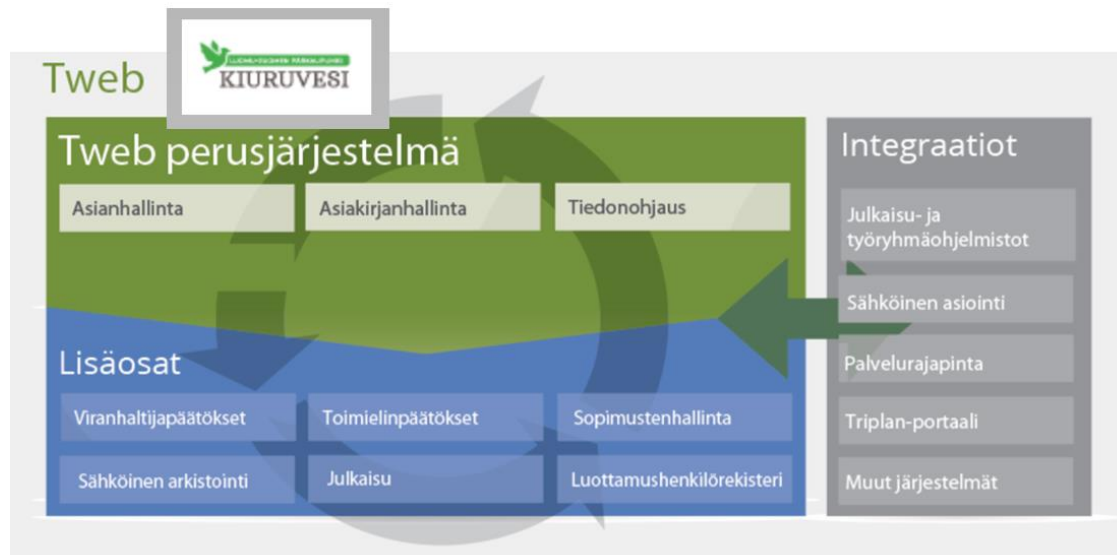 Tweb
KIURUVESI
Tweb perusjärjestelmä
Asianhallinta
Asiakirjanhallinta
Tiedonohjaus
Lisäosat
Viranhaltijapäätökset
Toimielinpäätökset
Sopimustenhallinta
Sähköinen arkistointi
Julkaisu
Luottamushenkilörekisteri
Integraatiot
Julkaisu- ja
työryhmäohjelmistot
Sähköinen asiointi
Palvelurajapinta
Triplan-portaali
Muut järjestelmät